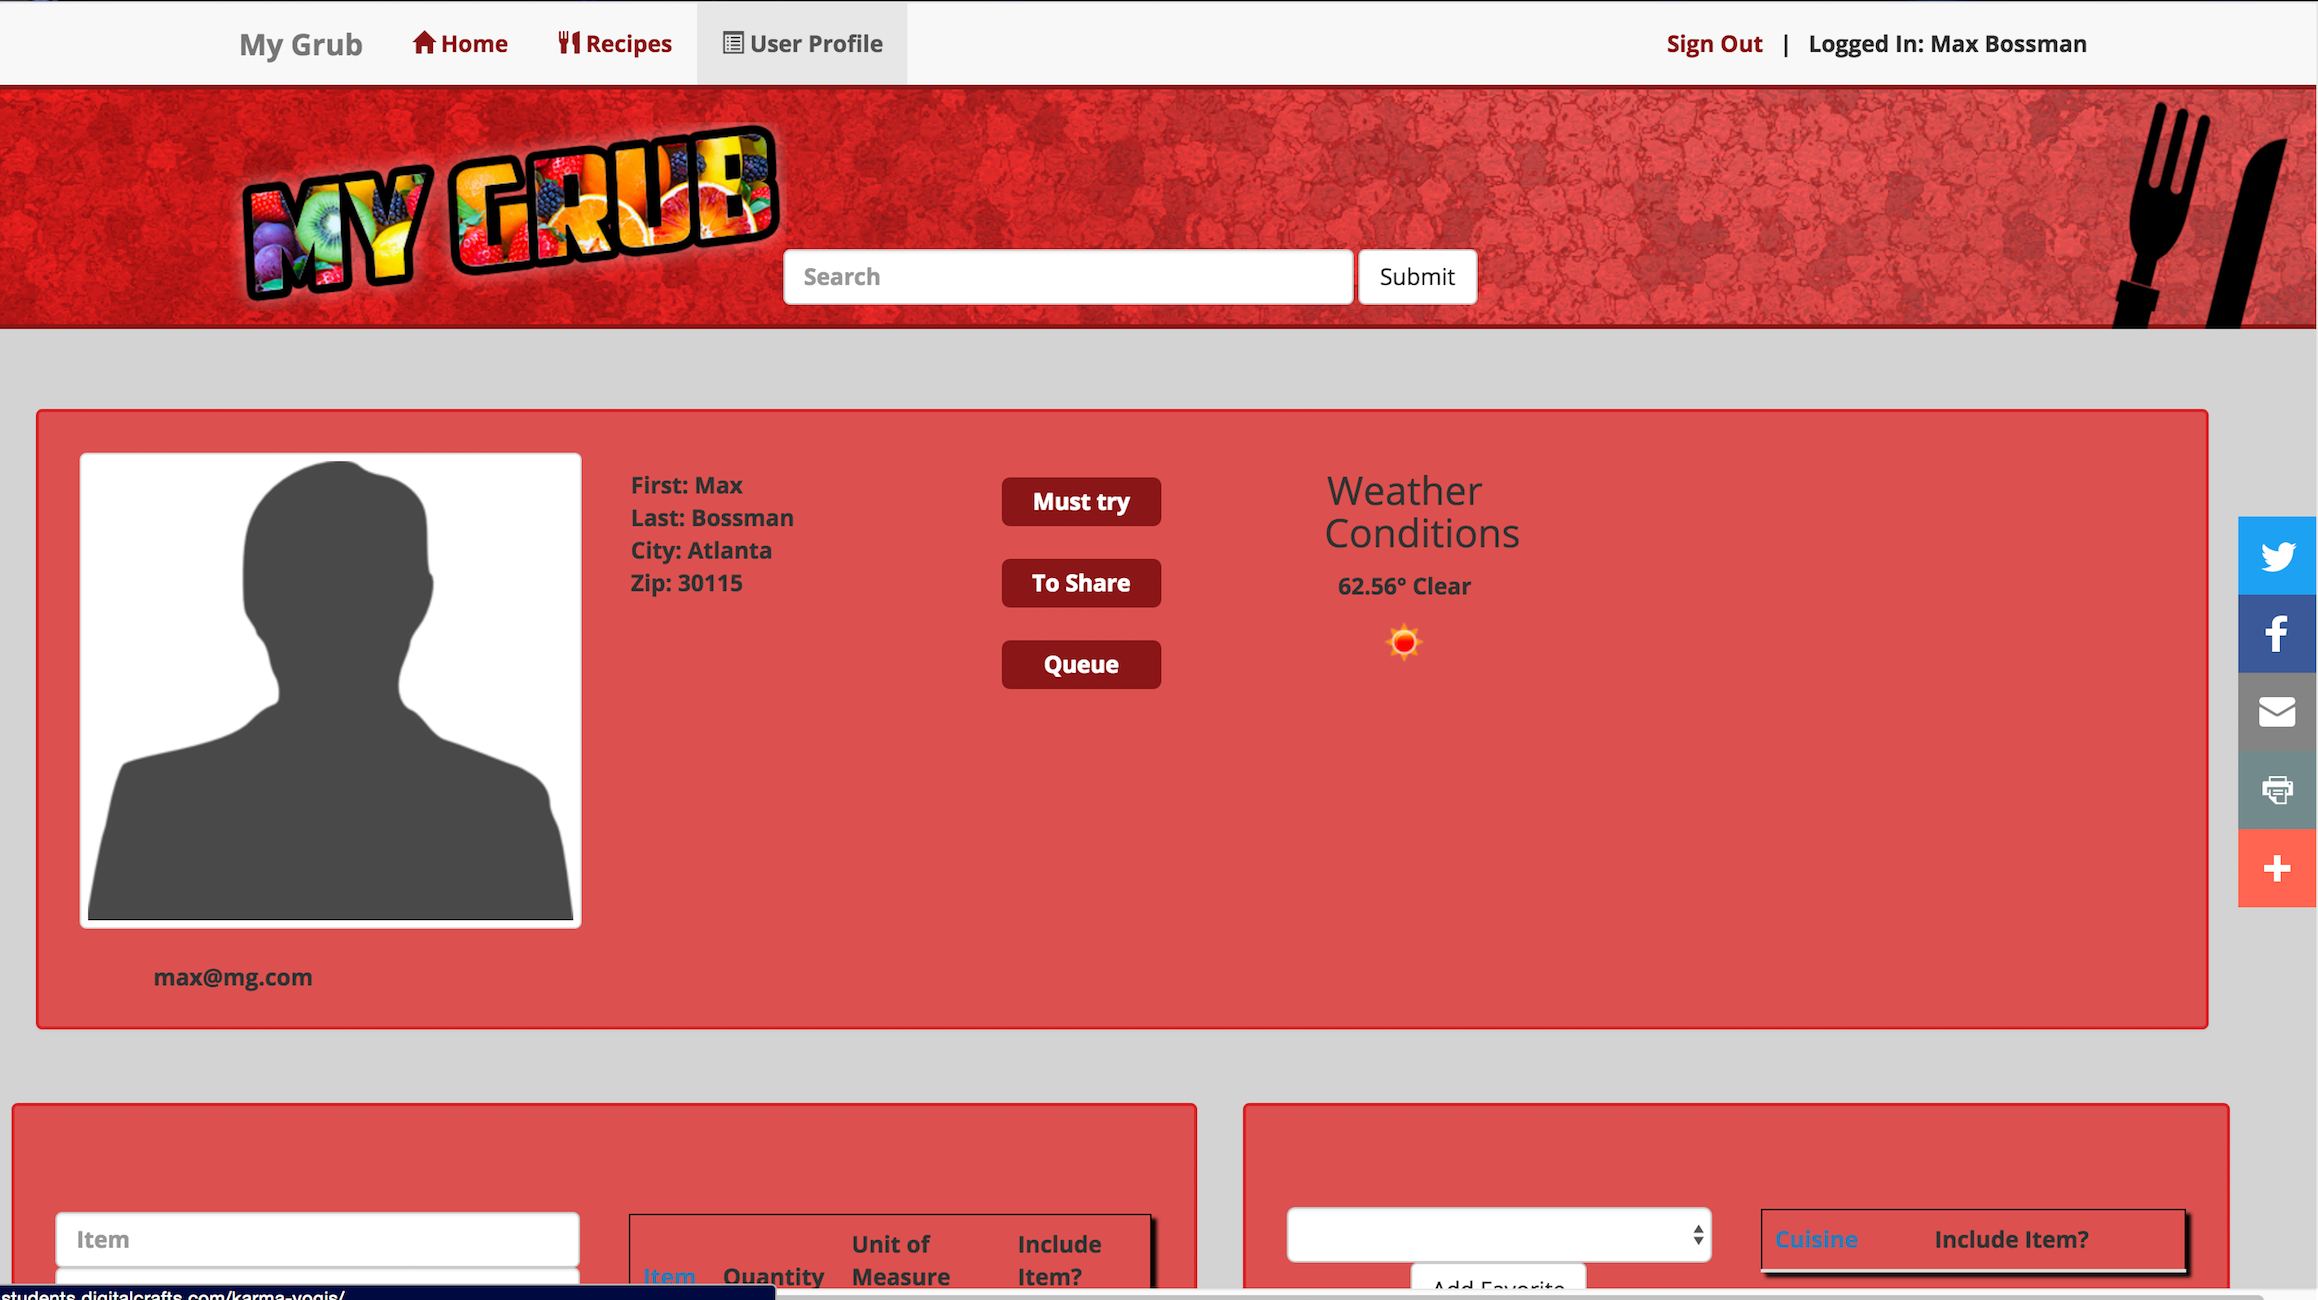 My Grub
Home
Recipes
User Profile
Sign Out | Logged In: Max Bossman
MY GRUB
Search
Submit
First: Max
Last: Bossman
City: Atlanta
Zip: 30115
Must try
To Share
Queue
Weather
Conditions
62.56° Clear
max@mg.com
Item
Item
Quantity
Unit of
Measure
Include
Item?
Add Favorite
Cuisine
Include Item?
students.digitalcrafts.com/karma-yogis/